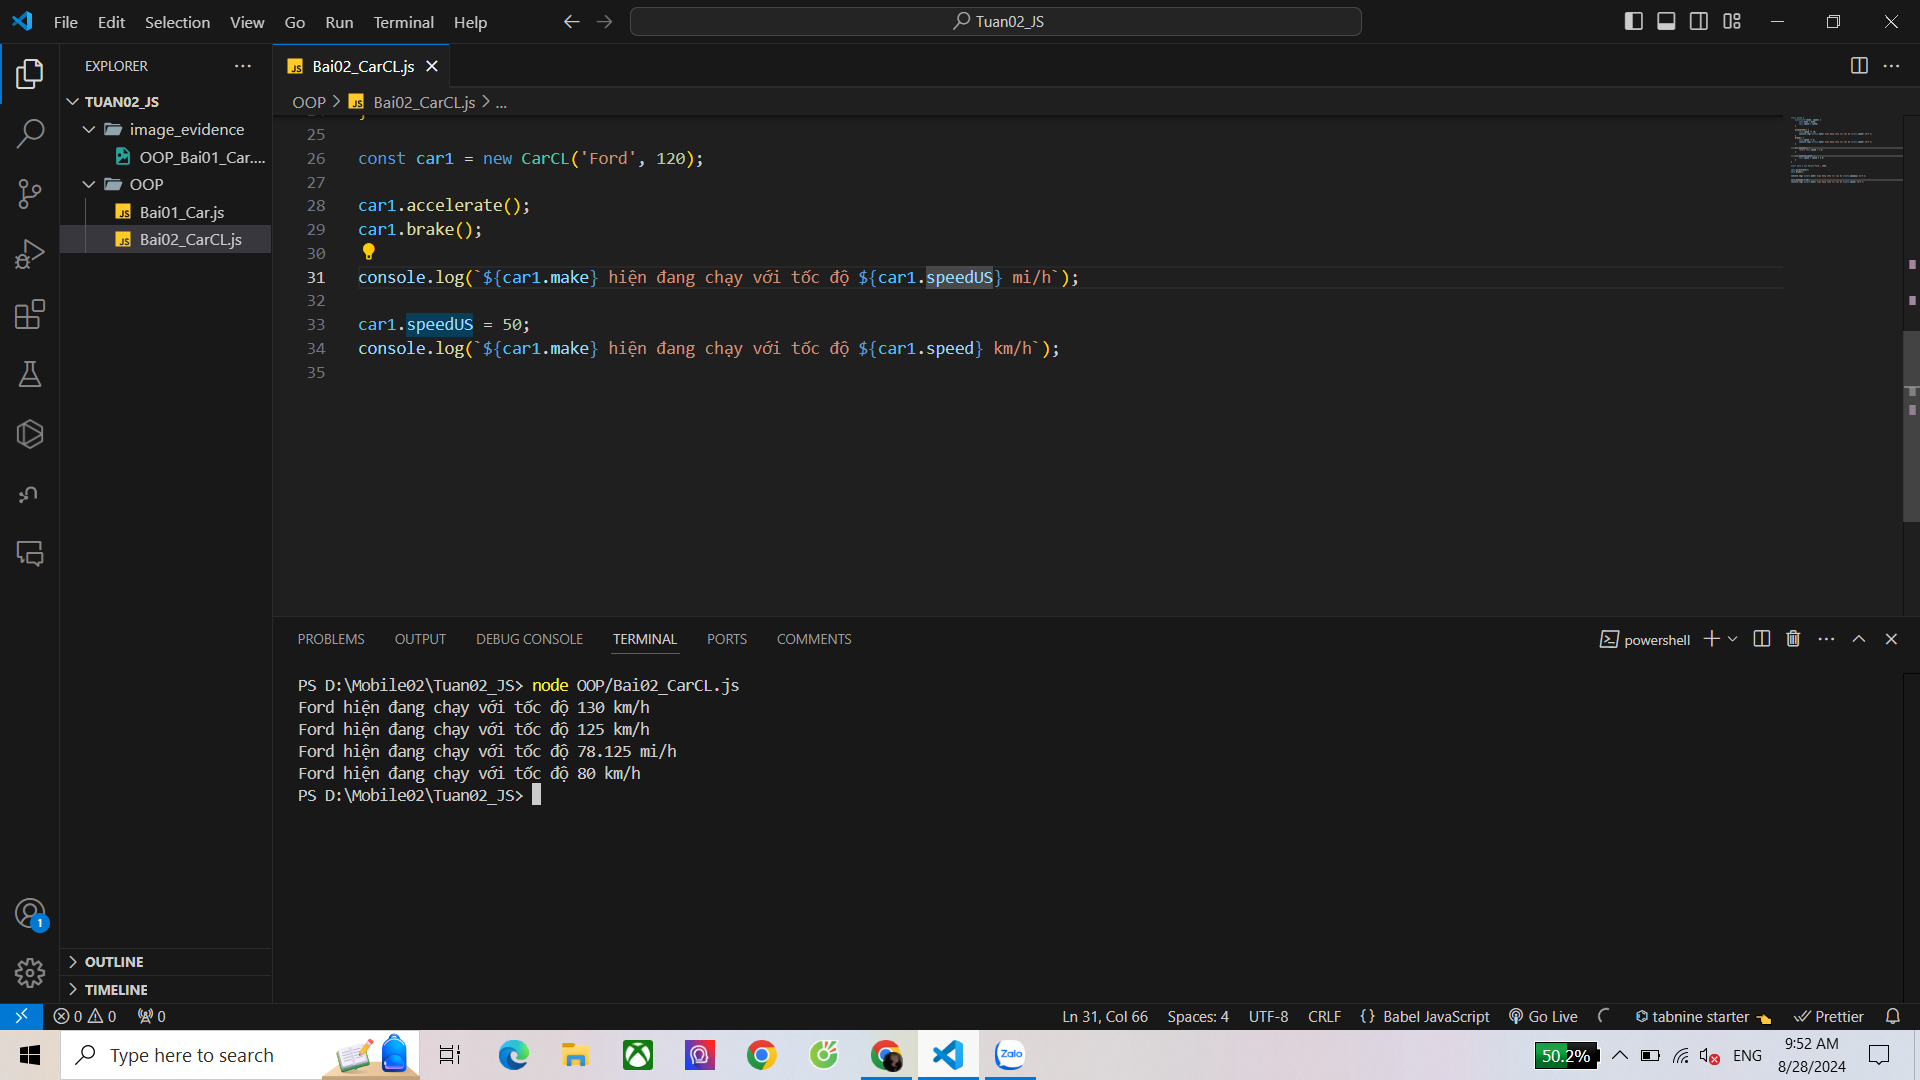 File Edit Selection View Go Run Terminal Help
Tuan02_JS
EXPLORER
TUAN02_JS
image_evidence
OOP_Bai01_Car....
OOP
Bai01_Car.js
Bai02_CarCL.js
OUTLINE
TIMELINE
Bai02_CarCL.js
OOP > Bai02_CarCL.js > ...
25
26 const car1 = new CarCL('Ford', 120);
27
28 car1.accelerate();
29 car1.brake();
30
31 console.log(`${car1.make} hiện đang chạy với tốc độ ${car1.speedUS} mi/h`);
32
33 car1.speedUS = 50;
34 console.log(`${car1.make} hiện đang chạy với tốc độ ${car1.speed} km/h`);
35
PROBLEMS OUTPUT DEBUG CONSOLE TERMINAL PORTS COMMENTS
powershell
PS D:\Mobile02\Tuan02_JS> node OOP/Bai02_CarCL.js
Ford hiện đang chạy với tốc độ 130 km/h
Ford hiện đang chạy với tốc độ 125 km/h
Ford hiện đang chạy với tốc độ 78.125 mi/h
Ford hiện đang chạy với tốc độ 80 km/h
PS D:\Mobile02\Tuan02_JS>
1
0 0 0
Ln 31, Col 66 Spaces: 4 UTF-8 CRLF {} Babel JavaScript Go Live tabnine starter Prettier
Type here to search
Zalo
50.2%
ENG
9:52 AM
8/28/2024